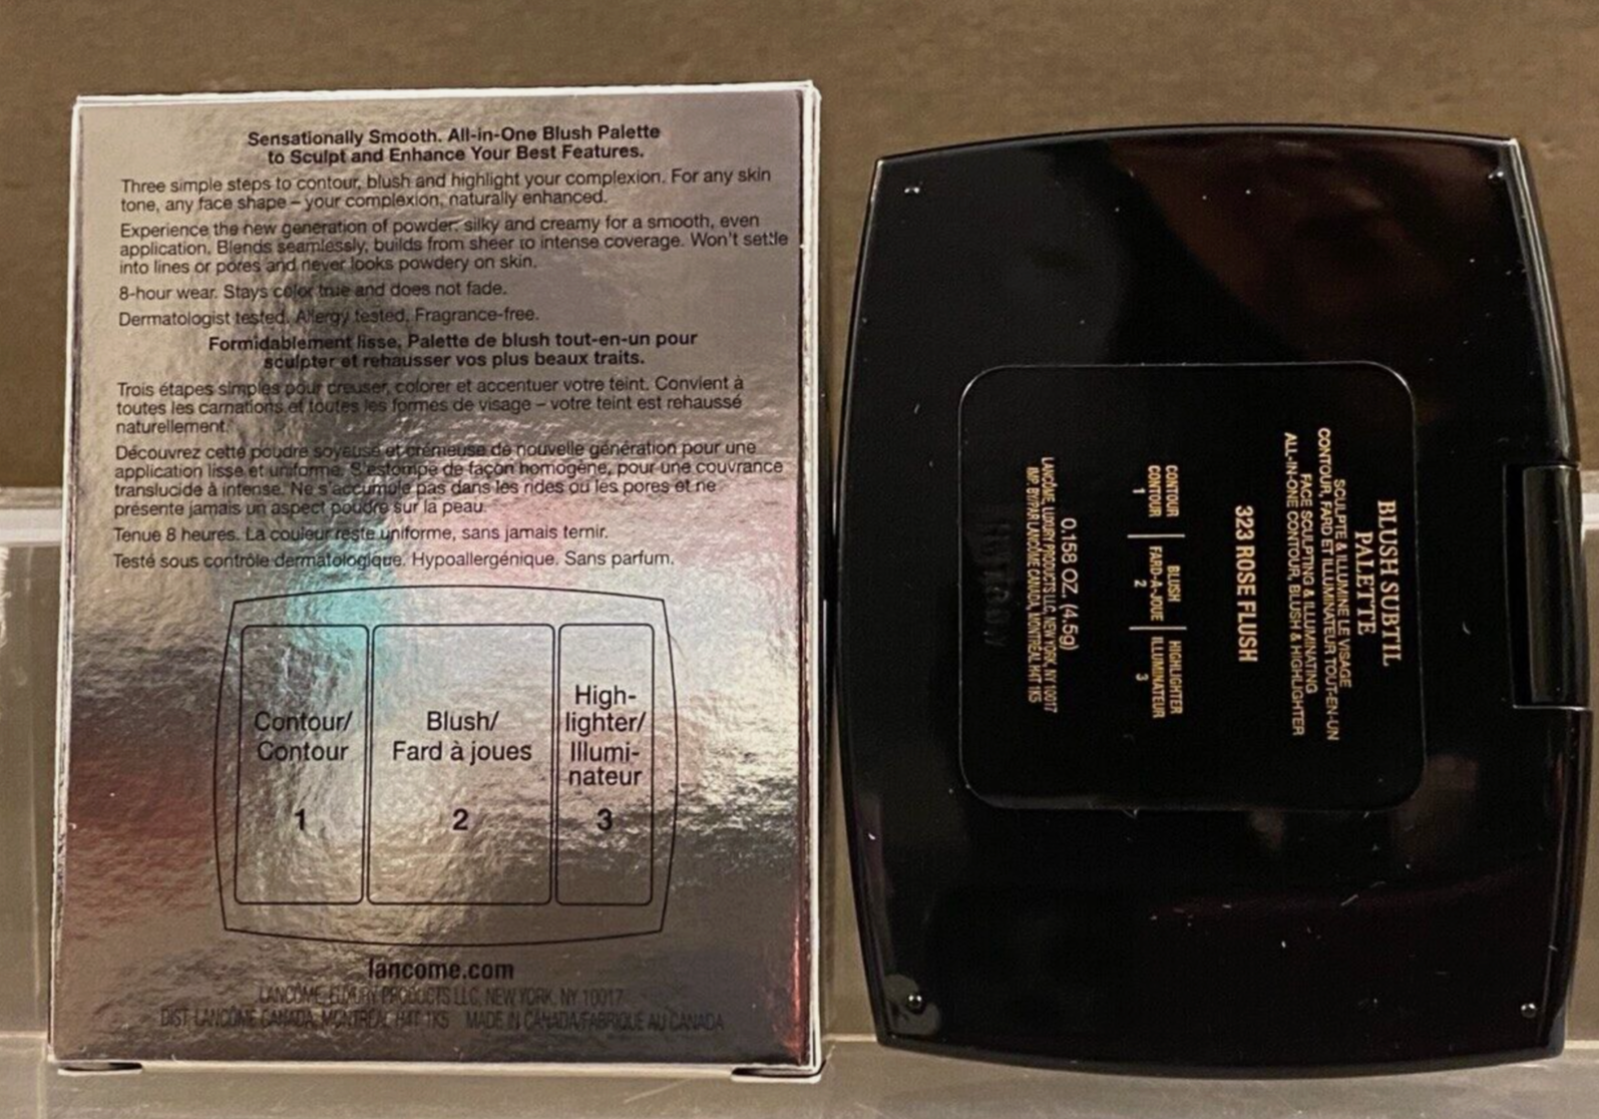 Sensationally Smooth. All-in-One Blush Palette
to Sculpt and Enhance Your Best Features.
Three simple steps to contour, blush and highlight your complexion. For any skin
tone, any face shape – your complexion, naturally enhanced.
Experience the new generation of powder: silky and creamy for a smooth, even
application. Blends seamlessly, builds from sheer to intense coverage. Won't settle
into lines or pores and never looks powdery on skin.
8-hour wear. Stays color true and does not fade.
Dermatologist tested. Allergy tested. Fragrance-free.
Formidablement lisse. Palette de blush tout-en-un pour
sculpter et rehausser vos plus beaux traits.
Trois étapes simples pour creuser, colorer et accentuer votre teint. Convient à
toutes les carnations et toutes les formes de visage – votre teint est rehaussé
naturellement.
Découvrez cette poudre soyeuse et crémeuse de nouvelle génération pour une
application lisse et uniforme. S'estompe de façon homogène, pour une couvrance
translucide à intense. Ne s'accumule pas dans les rides ou les pores et ne
présente jamais un aspect poudré sur la peau.
Tenue 8 heures. La couleur reste uniforme, sans jamais ternir.
Testé sous contrôle dermatologique. Hypoallergénique. Sans parfum.
Contour/
Contour
1
Blush/
Fard à joues
2
High-
lighter/
Illumi-
nateur
3
lancome.com
LANCÔME, LUXURY PRODUCTS LLC, NEW YORK, NY 10017
DIST. LANCÔME CANADA, MONTRÉAL H4T 1K5 MADE IN CANADA/FABRIQUÉ AU CANADA
BLUSH SUBTIL
PALETTE
SCULPTE & ILLUMINE LE VISAGE
CONTOUR, FARD ET ILLUMINATEUR TOUT-EN-UN
FACE SCULPTING & ILLUMINATING
ALL-IN-ONE CONTOUR, BLUSH & HIGHLIGHTER
323 ROSE FLUSH
CONTOUR | BLUSH | HIGHLIGHTER
CONTOUR | FARD-À-JOUE | ILLUMINATEUR
1 2 3
0.158 OZ. (4.5g)
LANCÔME, LUXURY PRODUCTS LLC, NEW YORK, NY 10017
IMP. BY/PAR LANCÔME CANADA, MONTRÉAL H4T 1K5